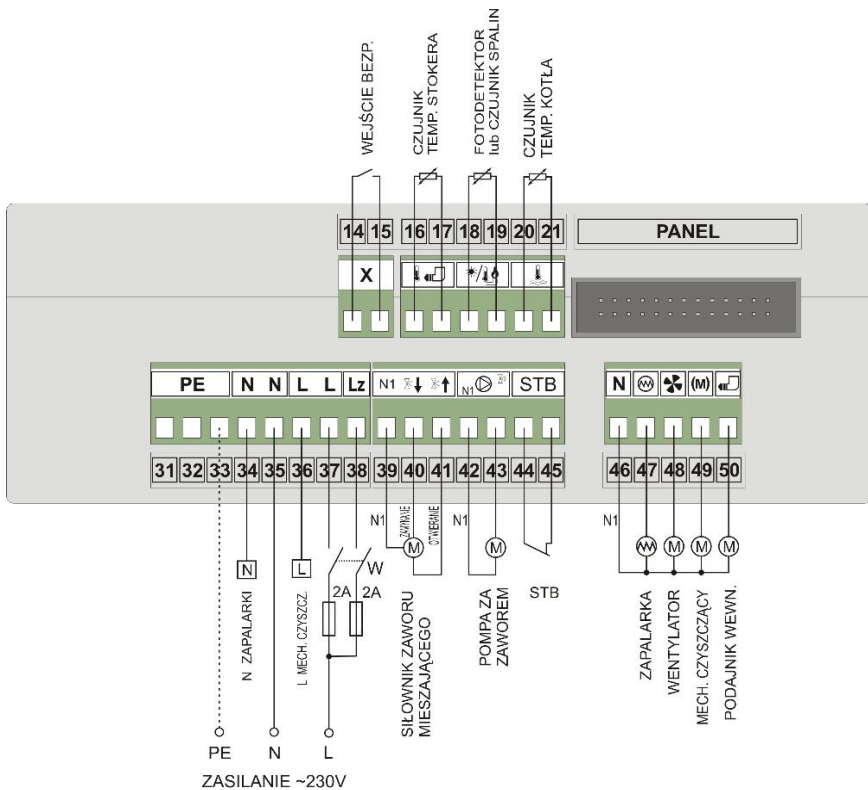 WEJŚCIE BEZP.
CZUJNIK
TEMP. STOKERA
FOTODETEKTOR
lub CZUJNIK SPALIN
CZUJNIK
TEMP. KOTŁA
14 15 16 17 18 19 20 21 PANEL
X
PE N N L L Lz N1 N1 STB N (M)
31 32 33 34 35 36 37 38 39 40 41 42 43 44 45 46 47 48 49 50
N1
ZAMYKANIE
OTWIERANIE
N1
N1
M
M
M
M
M
N
L
W
2A
2A
N ZAPALARKI
L MECH. CZYSZCZ.
SIŁOWNIK ZAWORU
MIESZAJĄCEGO
POMPA ZA
ZAWOREM
STB
ZAPALARKA
WENTYLATOR
MECH. CZYSZCZĄCY
PODAJNIK WEWN.
PE N L
ZASILANIE ~230V